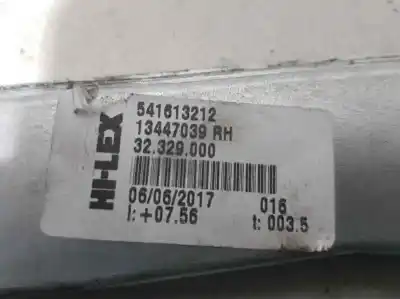 HI-LEX
541613212
13447039 RH
32.329.000
06/06/2017 016
I:+07.56 t:003.5